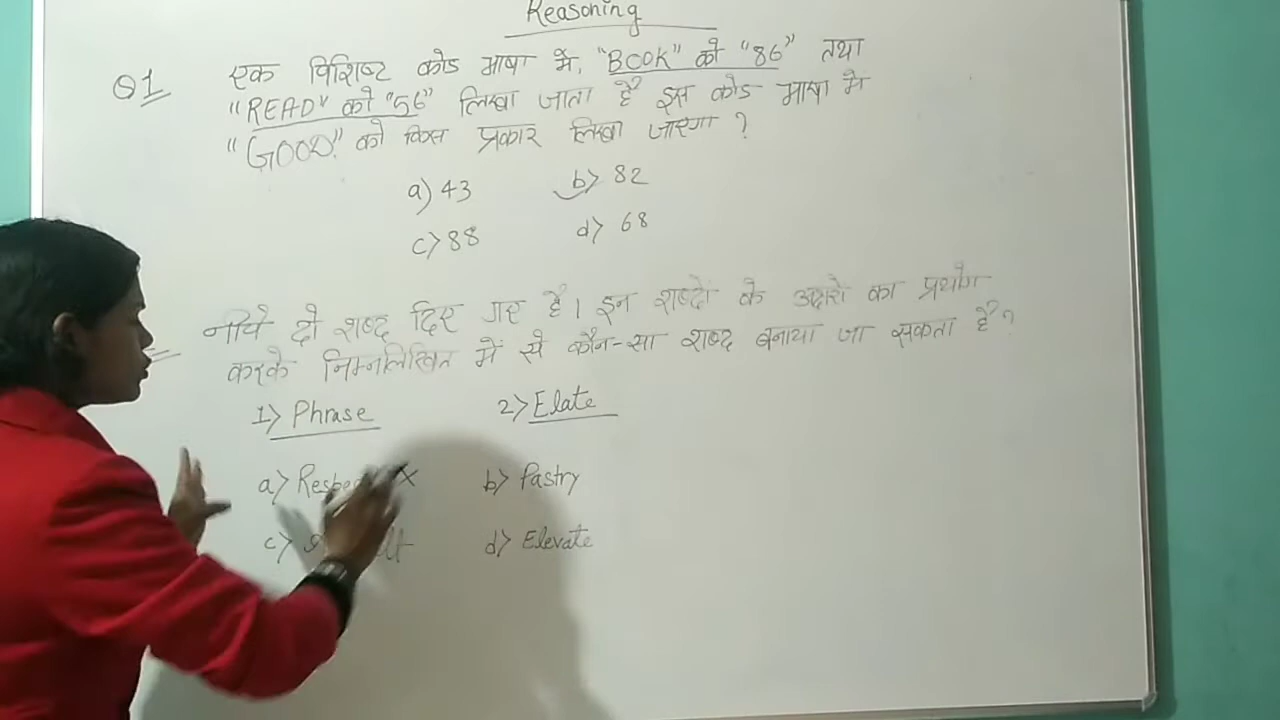 Reasoning
Q1 एक विशिष्ट कोड भाषा में, "BOOK" को "86" तथा
"READ" को "56" लिखा जाता है इस कोड भाषा में
"GOOD" को किस प्रकार लिखा जाएगा ?
a) 43 b) 82
c) 88 d) 68
नीचे दो शब्द दिए गए हैं। इन शब्दों के अक्षरों का प्रयोग
करके निम्नलिखित में से कौन-सा शब्द बनाया जा सकता है?
1) Phrase 2) Elate
a) x b) Pastry
c) d) Elevate